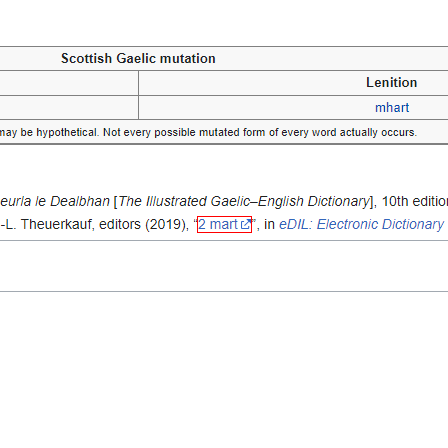 Scottish Gaelic mutation
Lenition
mhart
may be hypothetical. Not every possible mutated form of every word actually occurs.
eurla le Dealbhan [The Illustrated Gaelic–English Dictionary], 10th editio
-L. Theuerkauf, editors (2019), “2 mart”, in eDIL: Electronic Dictionary